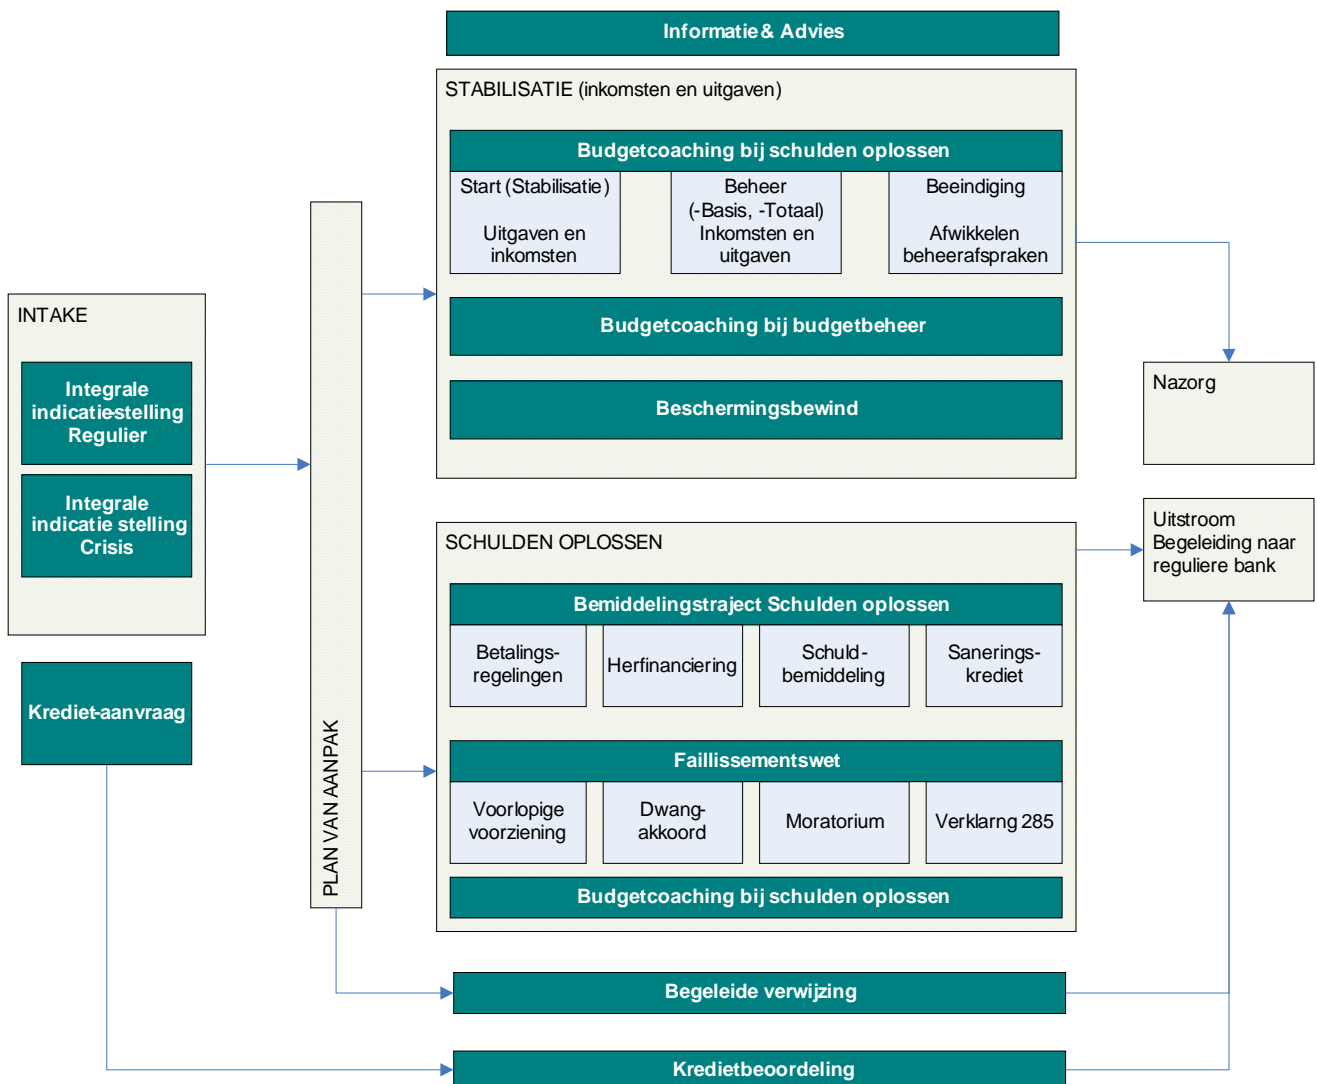 Informatie & Advies
STABILISATIE (inkomsten en uitgaven)
Budgetcoaching bij schulden oplossen
Start (Stabilisatie)
Uitgaven en
inkomsten
Beheer
(-Basis, -Totaal)
Inkomsten en
uitgaven
Beeindiging
Afwikkelen
beheerafspraken
Budgetcoaching bij budgetbeheer
Beschermingsbewind
INTAKE
Integrale
indicatie-stelling
Regulier
Integrale
indicatie stelling
Crisis
Krediet-aanvraag
PLAN VAN AANPAK
Nazorg
SCHULDEN OPLOSSEN
Bemiddelingstraject Schulden oplossen
Betalings-
regelingen
Herfinanciering
Schuld-
bemiddeling
Sanerings-
krediet
Faillissementswet
Voorlopige
voorziening
Dwang-
akkoord
Moratorium
Verklarng 285
Budgetcoaching bij schulden oplossen
Uitstroom
Begeleiding naar
reguliere bank
Begeleide verwijzing
Kredietbeoordeling